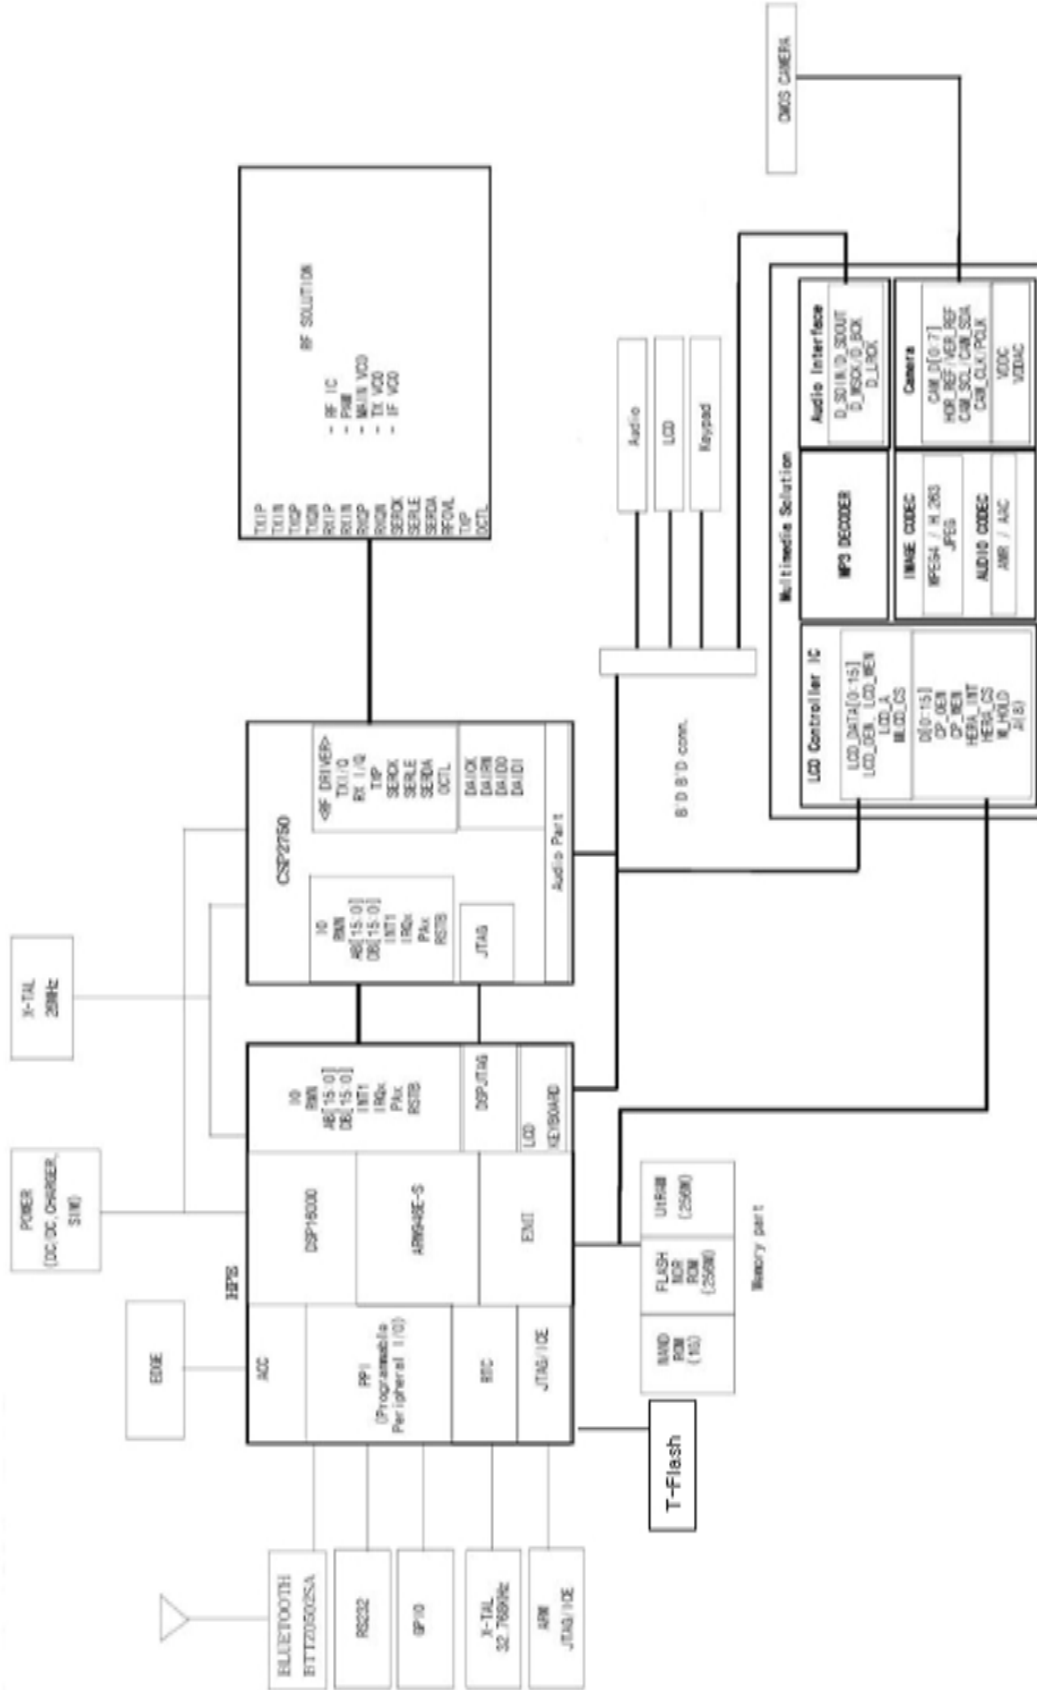 X-TAL
26MHz
POWER
(DC/DC, CHARGER,
SIM)
EDGE
BLUETOOTH
RS232
GPIO
X-TAL
32.768KHz
ARM
JTAG/ICE
T-Flash
ACC
PPI
(Programmable
Peripheral I/O)
RTC
JTAG/ICE
DSP16000
ARM946E-S
EMI
IO
RWN
AB[15:0]
DB[15:0]
INT1
IRQx
PAx
RSTB
DSPJTAG
LCD
KEYBOARD
NAND
ROM
(1G)
FLASH
NOR
ROM
(256M)
UtRAM
(256M)
Memory part
CSP2750
IO
RWN
AB[15:0]
DB[15:0]
INT1
IRQx
PAx
RSTB
JTAG
<RF DRIVER>
TXI/Q
RX I/Q
TXP
SERCK
SERLE
SERDA
OCTL
DAICK
DAIRN
DAIDO
DAIDI
Audio Part
RF SOLUTION
- RF IC
- PAM
- MAIN VCO
- TX VCO
- IF VCO
TXIP
TXIN
TXQP
TXQN
RXIP
RXIN
RXQP
RXQN
SERCK
SERLE
SERDA
RFOVL
TXP
OCTL
B'D B'D conn.
Audio
LCD
Keypad
CMOS CAMERA
Multimedia Solution
LCD Controller IC
LCD_DATA[0:15]
LCD_OEN, LCD_WEN
LCD_A
MLCD_CS
D[0:15]
CP_OEN
CP_WEN
HERA_INT
HERA_CS
M_HOLD
A(8)
MP3 DECODER
IMAGE CODEC
MPEG4 / H.263
JPEG
AUDIO CODEC
AMR / AAC
Audio Interface
D_SDIN/D_SDOUT
D_MSCK/D_BCK
D_LRCK
Camera
CAM_D[0:7]
HOR_REF/VER_REF
CAM_SCL/CAM_SDA
CAM_CLK/PCLK